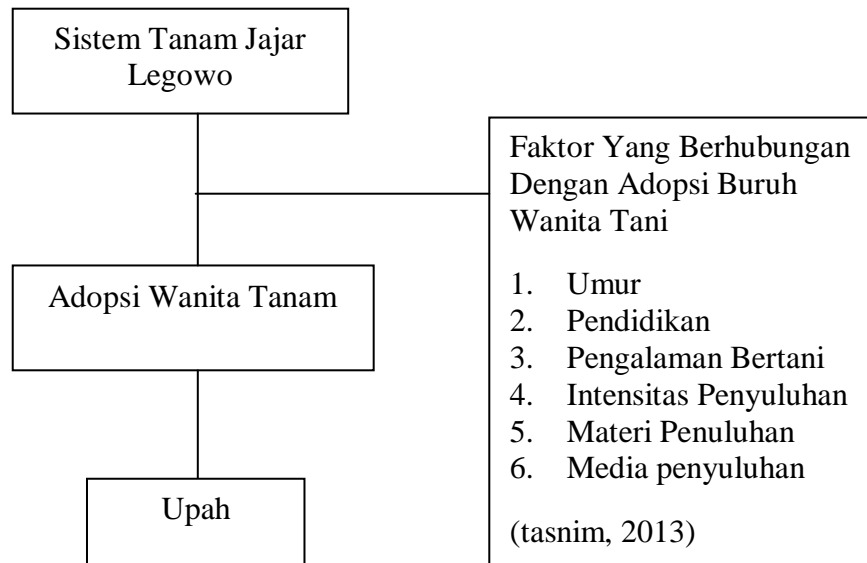 Sistem Tanam Jajar
Legowo
Faktor Yang Berhubungan
Dengan Adopsi Buruh
Wanita Tani
1. Umur
2. Pendidikan
3. Pengalaman Bertani
4. Intensitas Penyuluhan
5. Materi Penuluhan
6. Media penyuluhan
(tasnim, 2013)
Adopsi Wanita Tanam
Upah